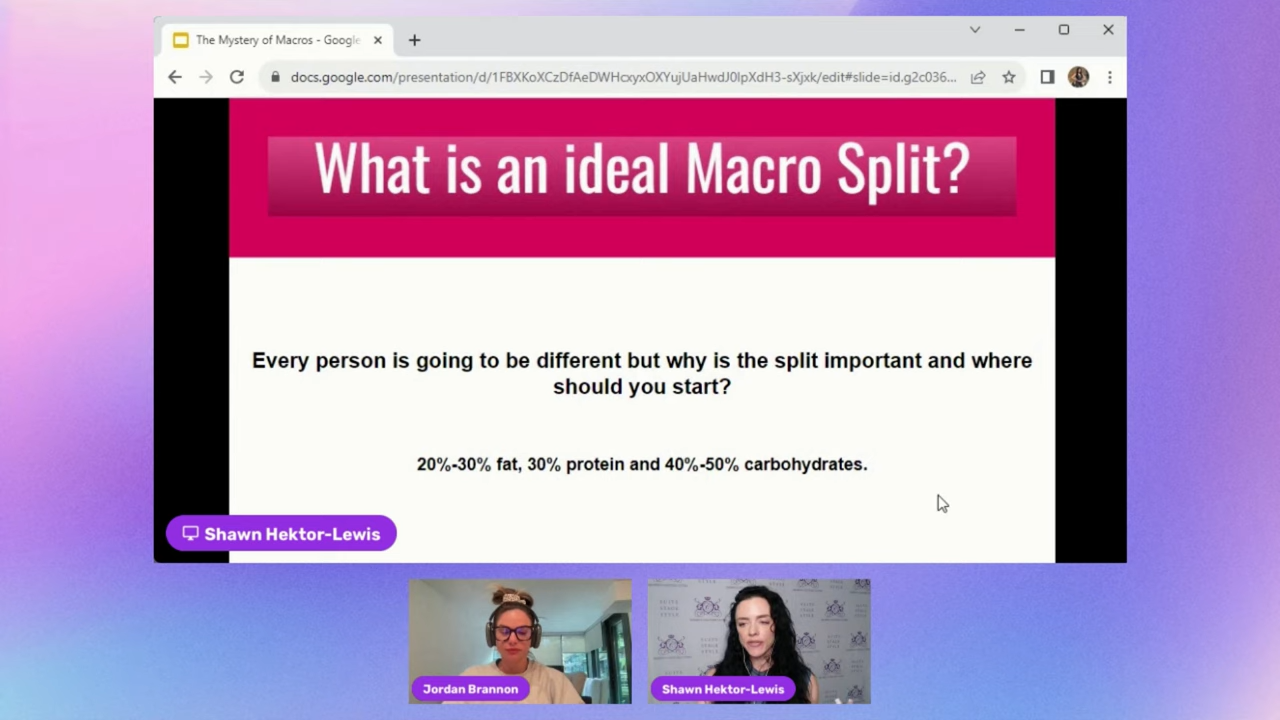 The Mystery of Macros - Google
docs.google.com/presentation/d/1FBXKoXCzDfAeDWHcxyxOXYujUaHwdJ0lpXdH3-sXjxk/edit#slide=id.g2c036...
What is an ideal Macro Split?
Every person is going to be different but why is the split important and where
should you start?
20%-30% fat, 30% protein and 40%-50% carbohydrates.
Shawn Hektor-Lewis
Jordan Brannon
Shawn Hektor-Lewis